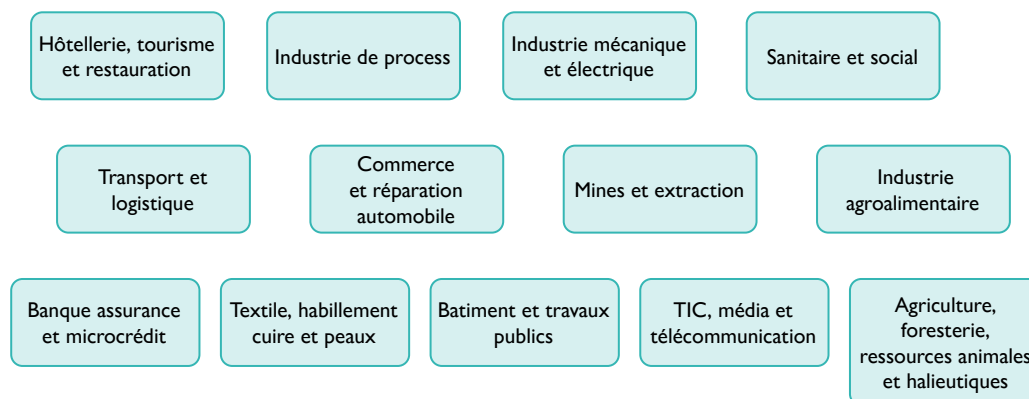 Hôtellerie, tourisme
et restauration
Industrie de process
Industrie mécanique
et électrique
Sanitaire et social
Transport et
logistique
Commerce
et réparation
automobile
Mines et extraction
Industrie
agroalimentaire
Banque assurance
et microcrédit
Textile, habillement
cuire et peaux
Batiment et travaux
publics
TIC, média et
télécommunication
Agriculture,
foresterie,
ressources animales
et halieutiques